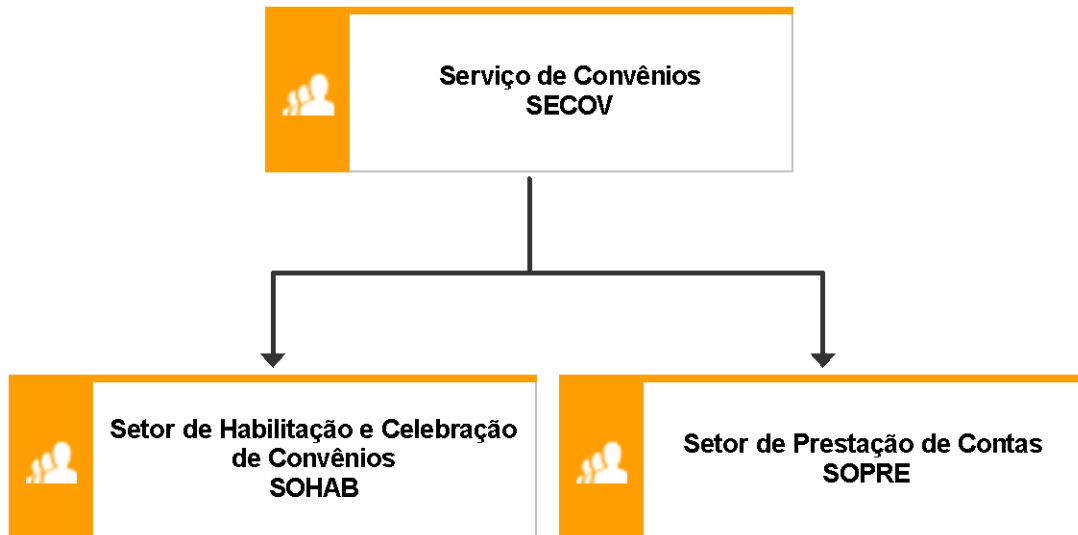 Serviço de Convênios
SECOV
Setor de Habilitação e Celebração
de Convênios
SOHAB
Setor de Prestação de Contas
SOPRE